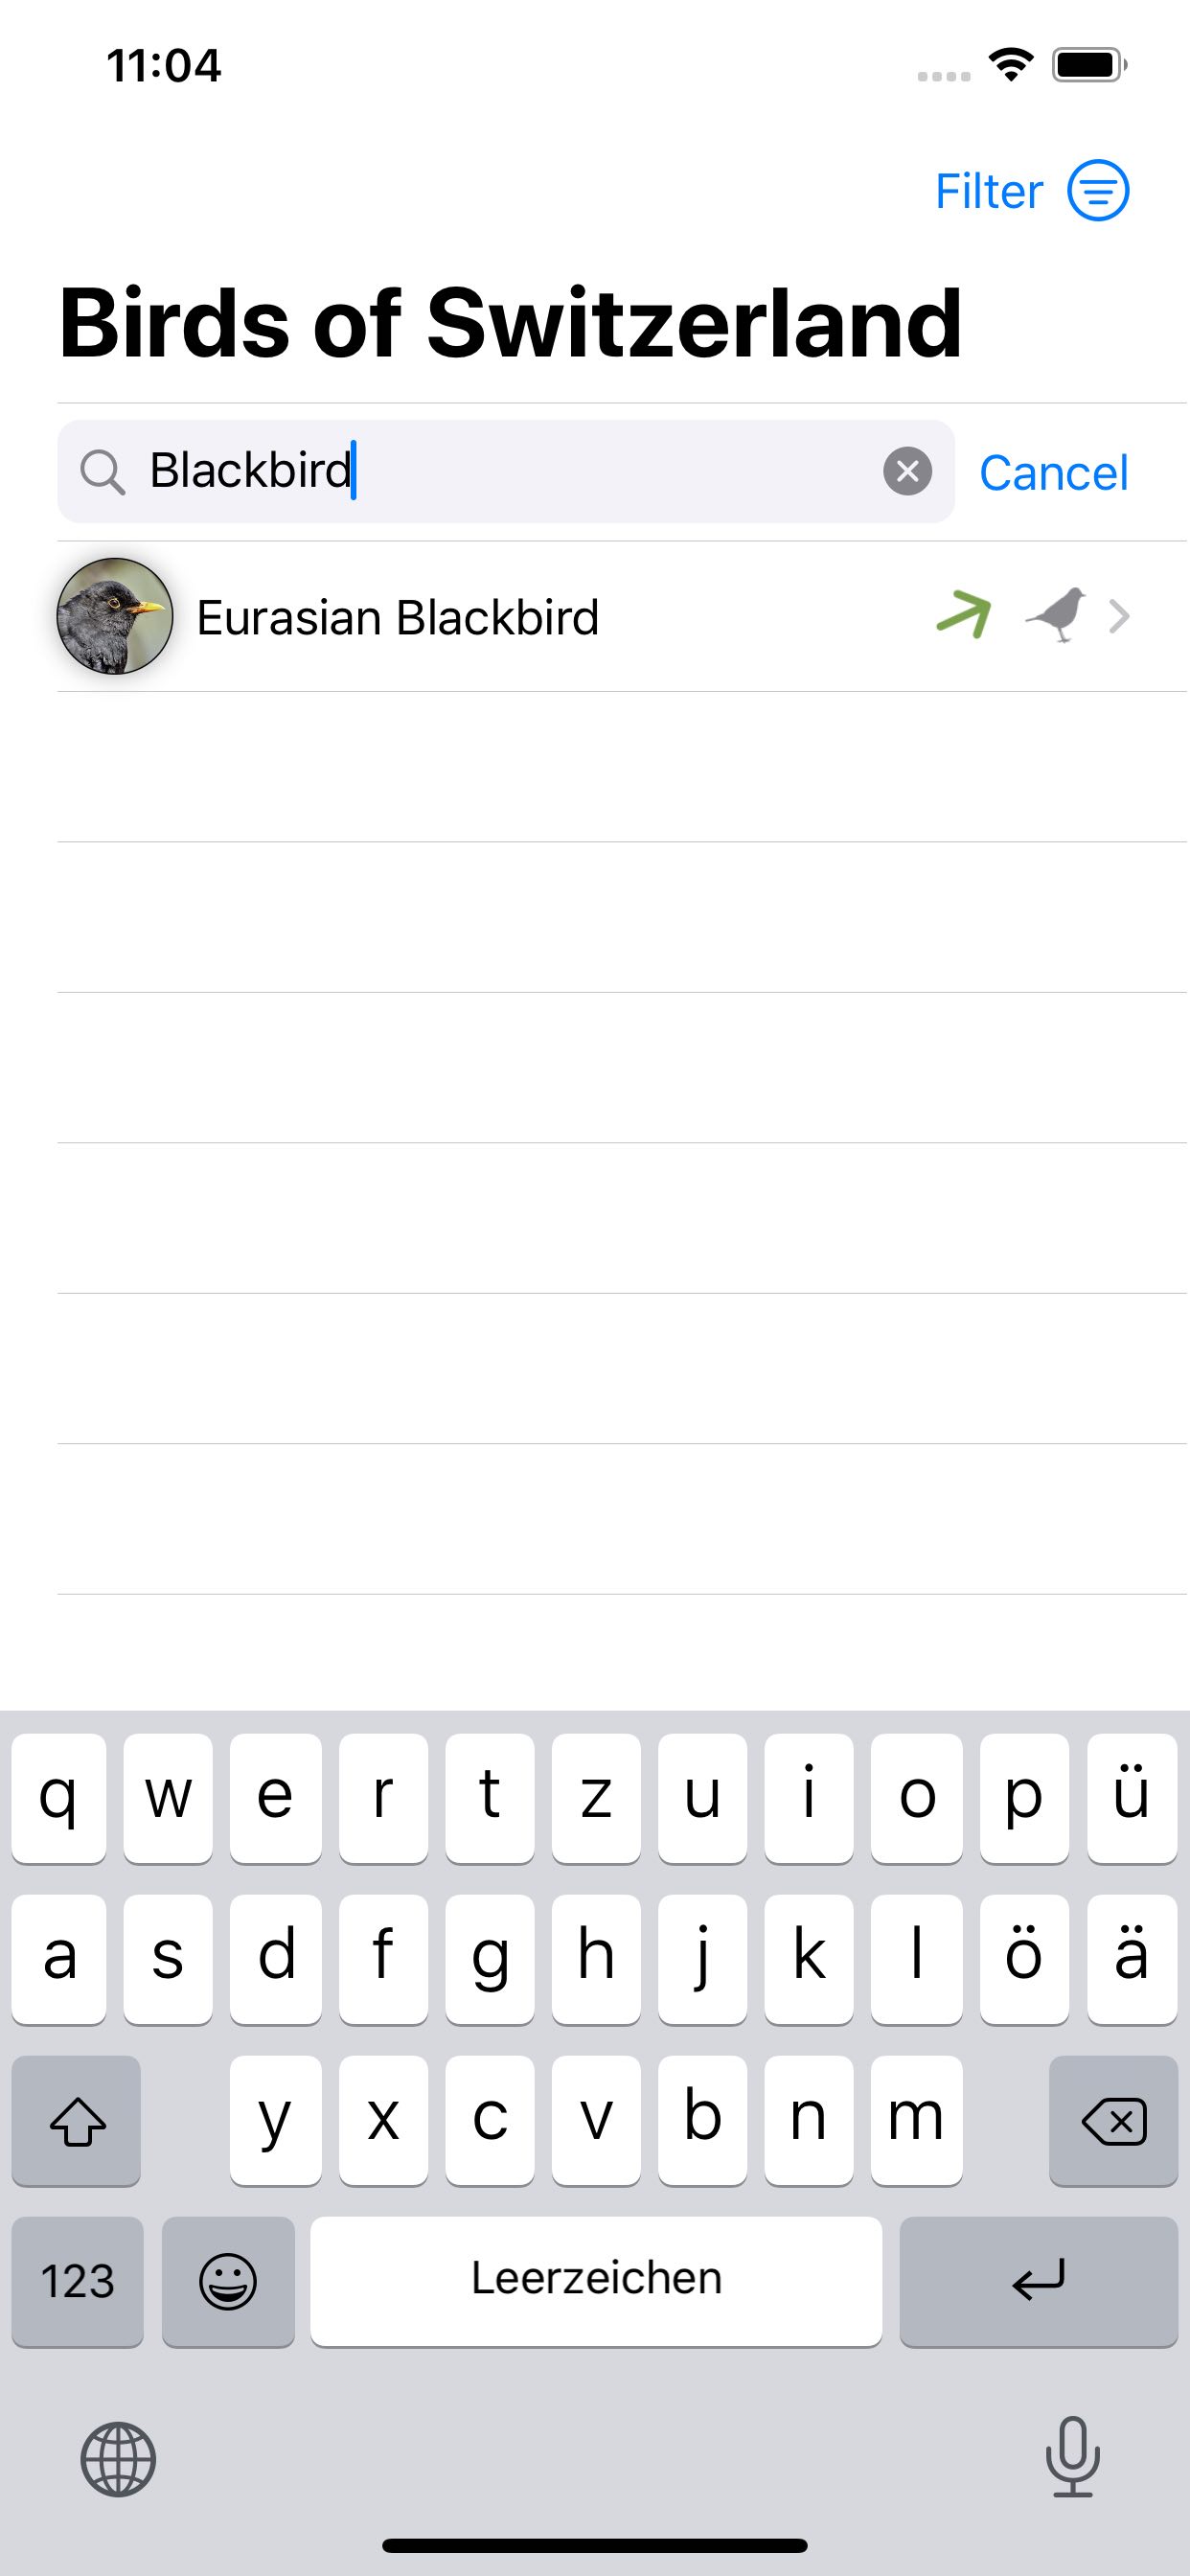 11:04
Filter
Birds of Switzerland
Blackbird
Cancel
Eurasian Blackbird
q w e r t z u i o p ü
a s d f g h j k l ö ä
y x c v b n m
123
Leerzeichen